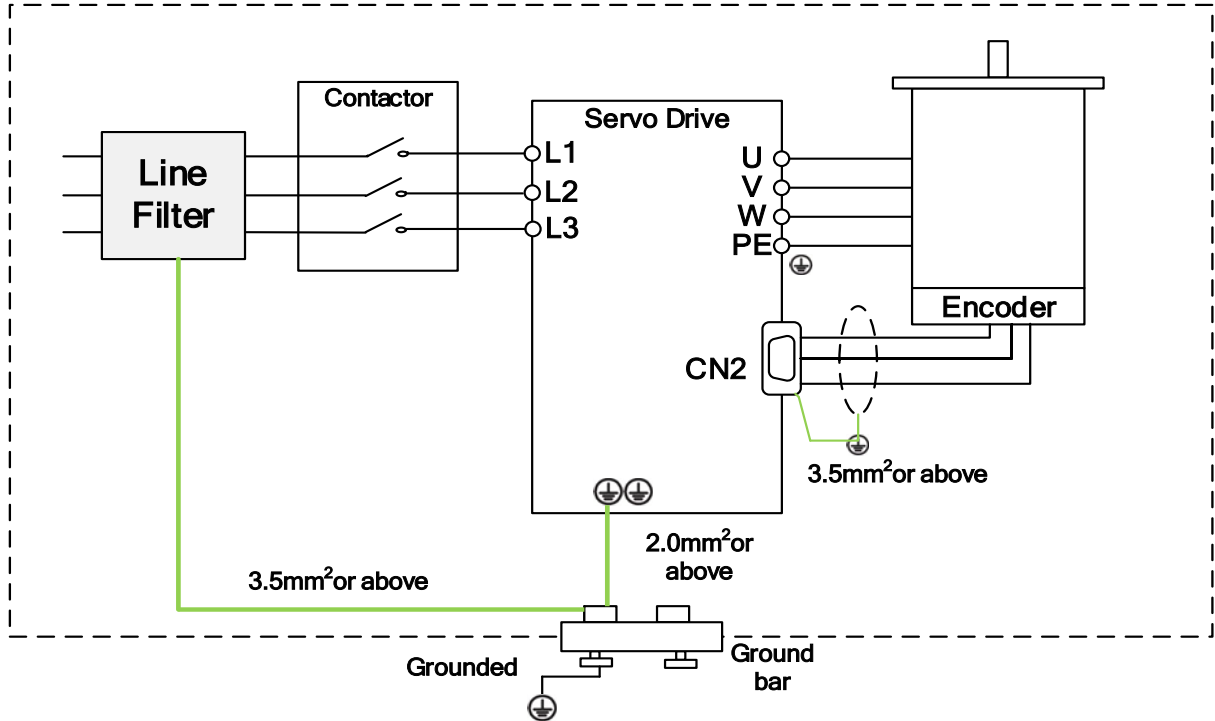 Contactor
Servo Drive
Line
Filter
L1
L2
L3
U
V
W
PE
Encoder
CN2
3.5mm²or above
2.0mm²or
above
3.5mm²or above
Grounded
Ground
bar